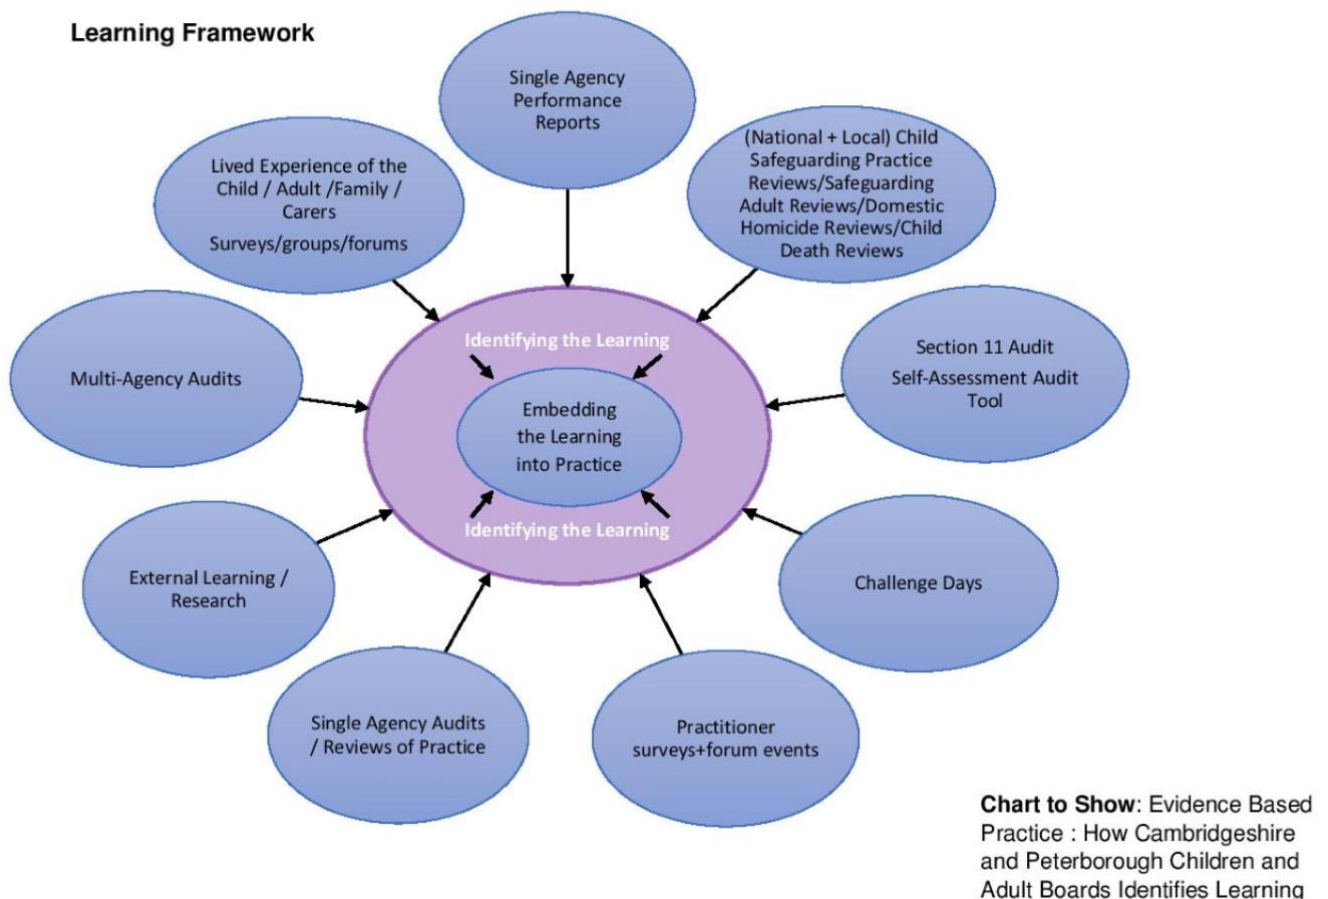 Learning Framework
Single Agency
Performance
Reports
(National + Local) Child
Safeguarding Practice
Reviews/Safeguarding
Adult Reviews/Domestic
Homicide Reviews/Child
Death Reviews
Lived Experience of the
Child / Adult /Family /
Carers
Surveys/groups/forums
Identifying the Learning
Section 11 Audit
Self-Assessment Audit
Tool
Multi-Agency Audits
Embedding
the Learning
into Practice
Identifying the Learning
External Learning /
Research
Challenge Days
Single Agency Audits
/ Reviews of Practice
Practitioner
surveys+forum events
Chart to Show: Evidence Based
Practice : How Cambridgeshire
and Peterborough Children and
Adult Boards Identifies Learning